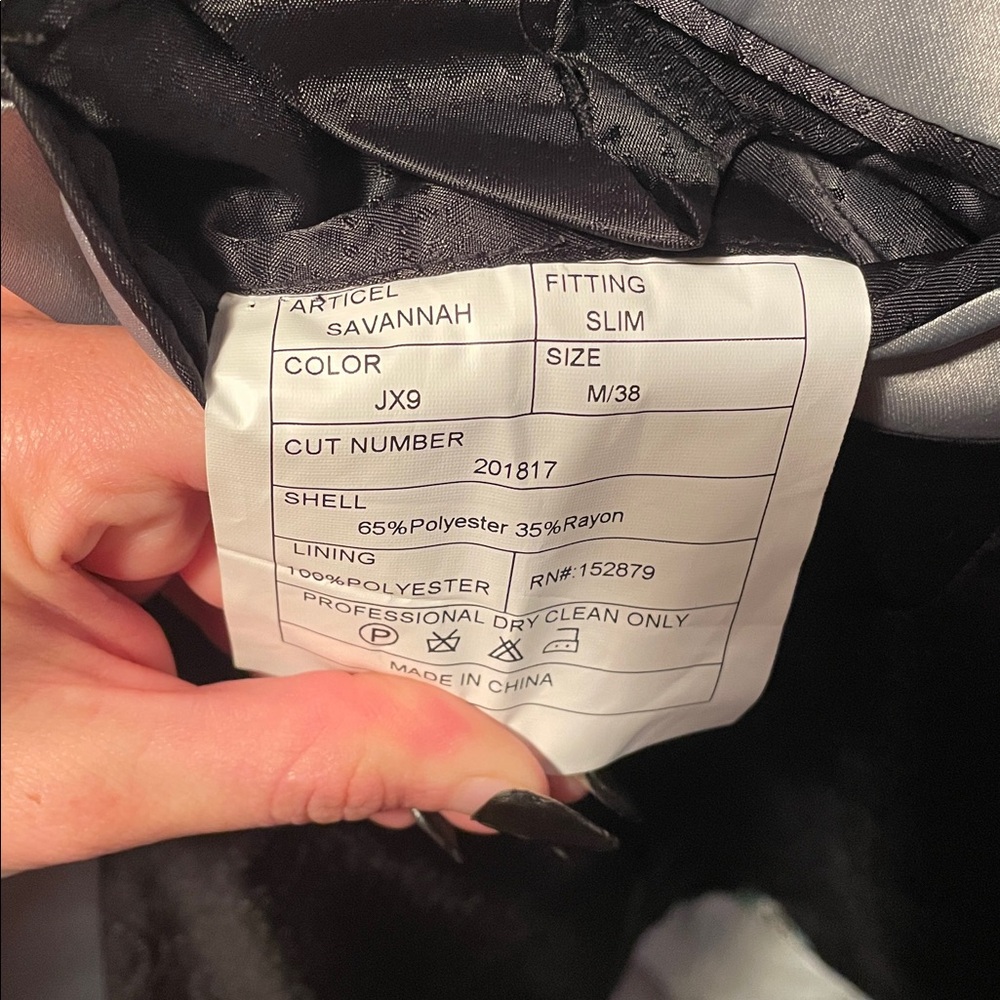 ARTICEL
SAVANNAH
FITTING
SLIM
COLOR
JX9
SIZE
M/38
CUT NUMBER
201817
SHELL
65%Polyester 35%Rayon
LINING
100%POLYESTER
RN#:152879
PROFESSIONAL DRY CLEAN ONLY
P
MADE IN CHINA